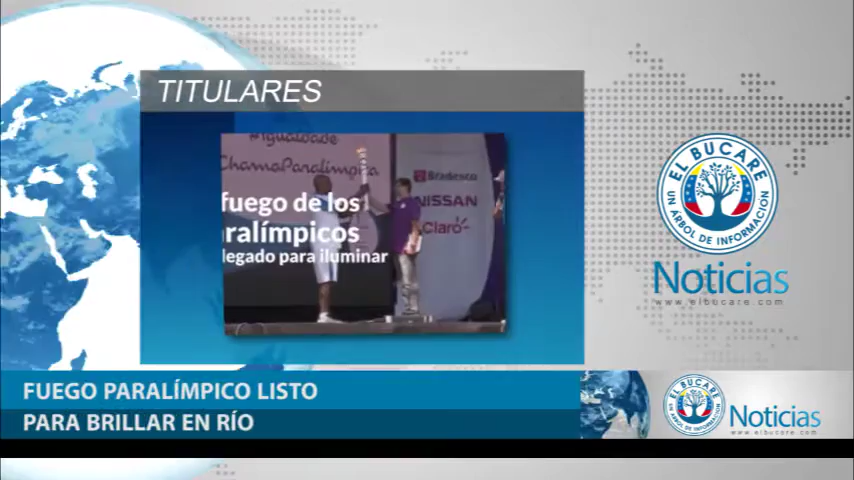 TITULARES
#Igualdade
ChamaParalímpica
Bradesco
NISSAN
Claro
fuego de los
ralímpicos
legado para iluminar
EL BUCARE
UN ÁRBOL DE INFORMACIÓN
Noticias
www.elbucare.com
FUEGO PARALÍMPICO LISTO
PARA BRILLAR EN RÍO
EL BUCARE
UN ÁRBOL DE INFORMACIÓN
Noticias
www.elbucare.com